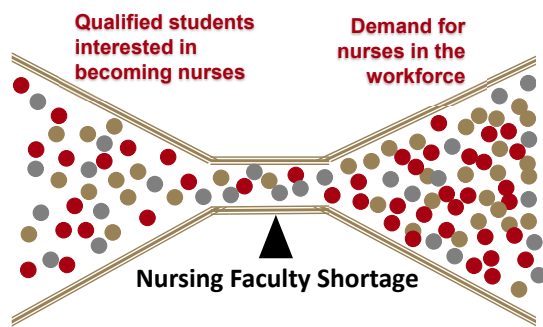 Qualified students
interested in
becoming nurses
Demand for
nurses in the
workforce
Nursing Faculty Shortage